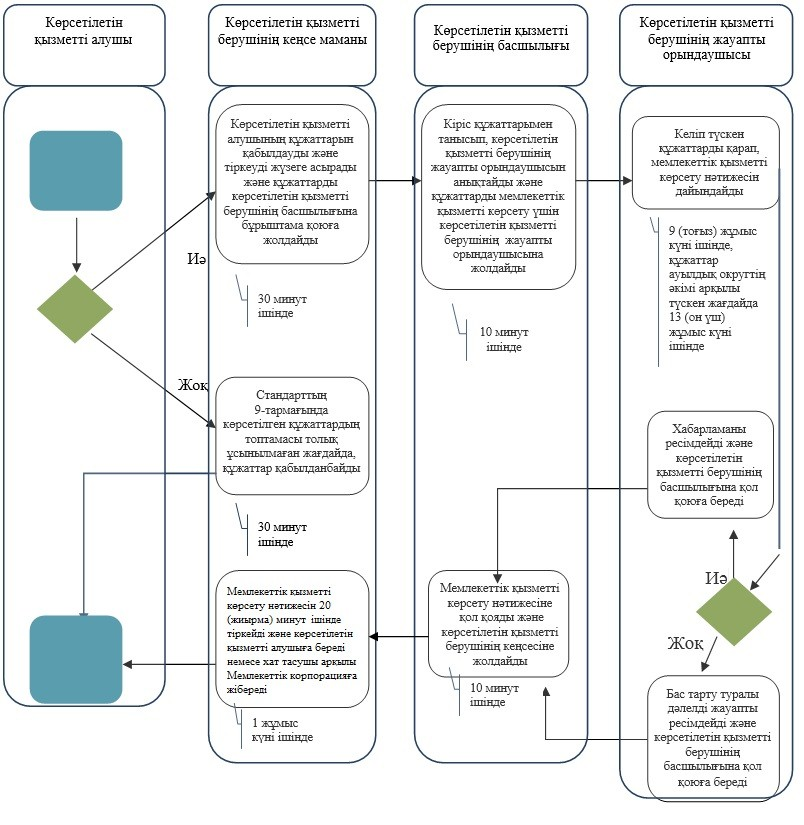 Көрсетілетін
қызметті алушы
Көрсетілетін қызметті
берушінің кеңсе маманы
Көрсетілетін қызметті
берушінің басшылығы
Көрсетілетін қызметті
берушінің жауапты
орындаушысы
Көрсетілетін қызметті
алушының құжаттарын
қабылдауды және
тіркеуді жүзеге асырады
және құжаттарды
көрсетілетін қызметті
берушінің басшылығына
бұрыштама қоюға
жолдайды
Кіріс құжаттарымен
танысып, көрсетілетін
қызметті берушінің
жауапты орындаушысын
анықтайды және
құжаттарды мемлекеттік
қызметті көрсету үшін
көрсетілетін қызметті
берушінің жауапты
орындаушысына
жолдайды
Келіп түскен
құжаттарды қарап,
мемлекеттік қызметті
көрсету нәтижесін
дайындайды
Иә
30 минут
ішінде
10 минут
ішінде
9 (тоғыз) жұмыс
күні ішінде,
құжаттар
ауылдық округтің
әкімі арқылы
түскен жағдайда
13 (он үш)
жұмыс күні
ішінде
Жоқ
Стандарттың
9-тармағында
көрсетілген құжаттардың
топтамасы толық
ұсынылмаған жағдайда,
құжаттар қабылданбайды
30 минут
ішінде
Хабарламаны
ресімдейді және
көрсетілетін
қызметті берушінің
басшылығына қол
қоюға береді
Иә
Жоқ
Мемлекеттік қызметті
көрсету нәтижесін 20
(жиырма) минут ішінде
тіркейді және көрсетілетін
қызметті алушыға береді
немесе хат тасушы арқылы
Мемлекеттік корпорацияға
жібереді
1 жұмыс
күні ішінде
Мемлекеттік қызметті
көрсету нәтижесіне
қол қояды және
көрсетілетін қызметті
берушінің кеңсесіне
жолдайды
10 минут
ішінде
Бас тарту туралы
дәлелді жауапты
ресімдейді және
көрсетілетін қызметті
берушінің
басшылығына қол
қоюға береді